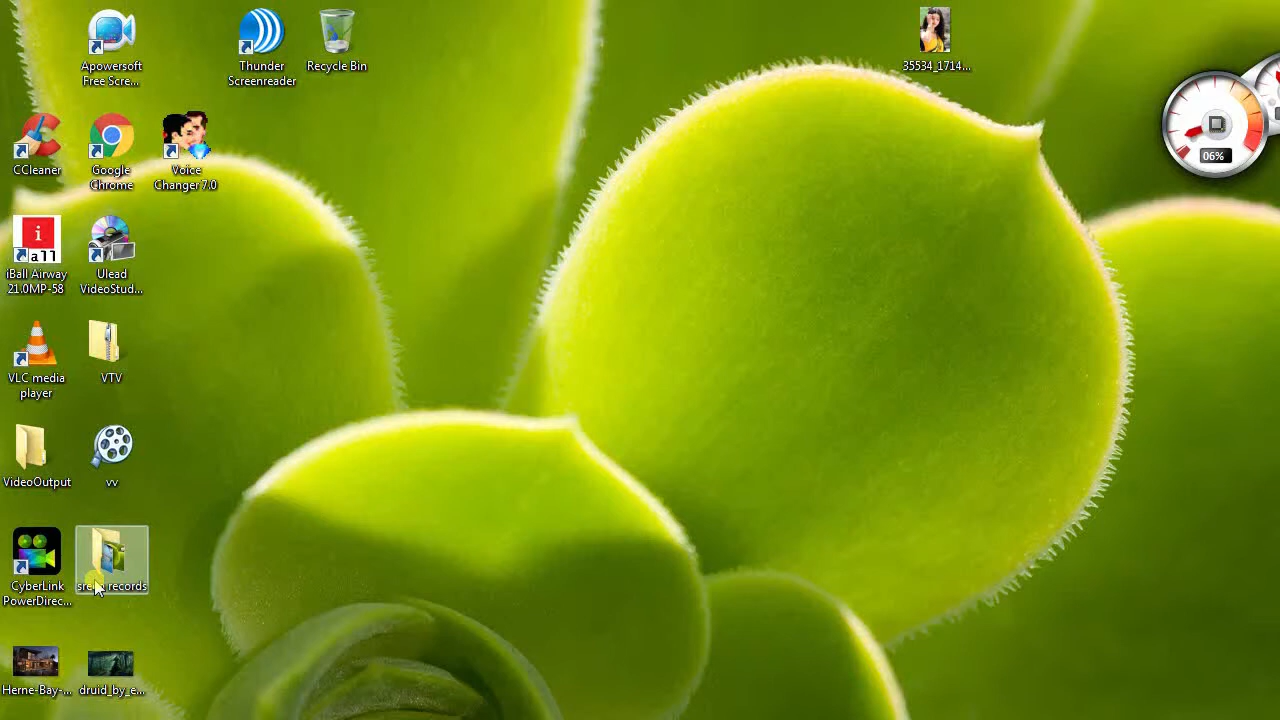 Apowersoft
Free Scre...
Thunder
Screenreader
Recycle Bin
35534_1714...
CCleaner
Google
Chrome
Voice
Changer 7.0
06%
i
all
iBall Airway
21.0MP-58
Ulead
VideoStud...
VLC media
player
VTV
VideoOutput
vv
CyberLink
PowerDirec...
records
Herne-Bay-...
druid_by_e...